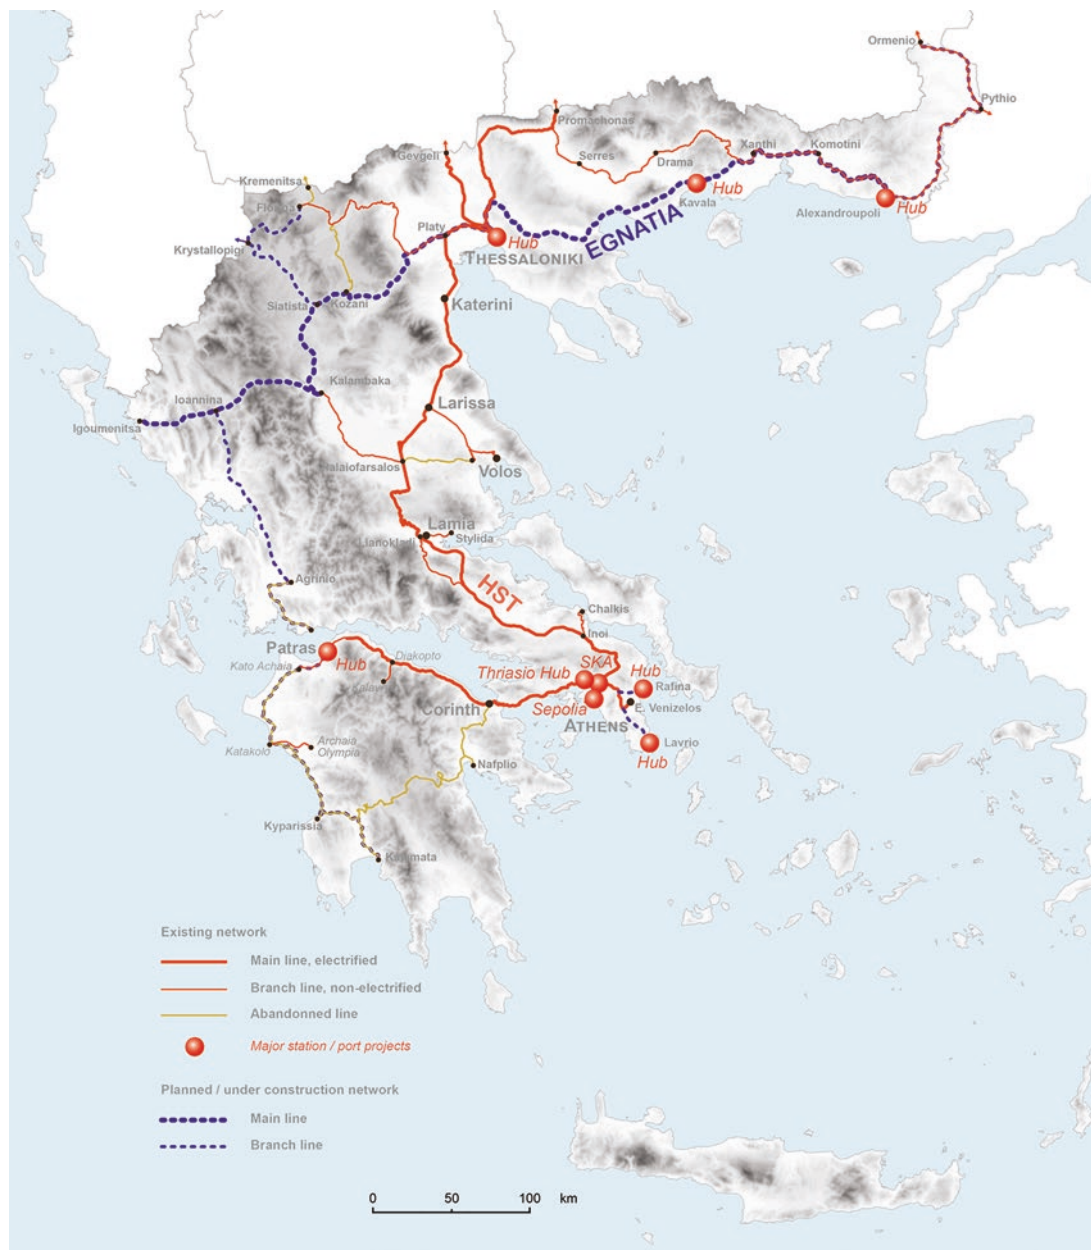 Ormenio
Pythio
Promachonas
Gevgeli
Serres
Drama
Xanthi
Komotini
Kremenitsa
Florina
Hub
Kavala
Alexandroupoli
Hub
Krystallopigi
Platy
EGNATIA
Hub
THESSALONIKI
Siatista
Kozani
Katerini
Kalambaka
Ioannina
Larissa
Igoumenitsa
Palaiofarsalos
Volos
Lamia
Lianokladi
Stylida
HST
Agrinio
Chalkis
Inoi
Patras
Hub
Diakopto
Kato Achaia
Kalav
Thriasio Hub
SKA
Hub
Rafina
Corinth
Sepolia
E. Venizelos
ATHENS
Katakolo
Archaia
Olympia
Lavrio
Hub
Nafplio
Kyparissia
Kalamata
Existing network
Main line, electrified
Branch line, non-electrified
Abandonned line
Major station / port projects
Planned / under construction network
Main line
Branch line
0 50 100 km